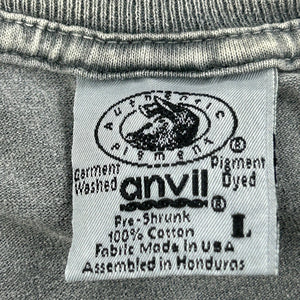 Authentic
Pigment ®
Garment Pigment
Washed Dyed
anvil ®
Pre-Shrunk L
100% Cotton
Fabric Made In USA
Assembled in Honduras